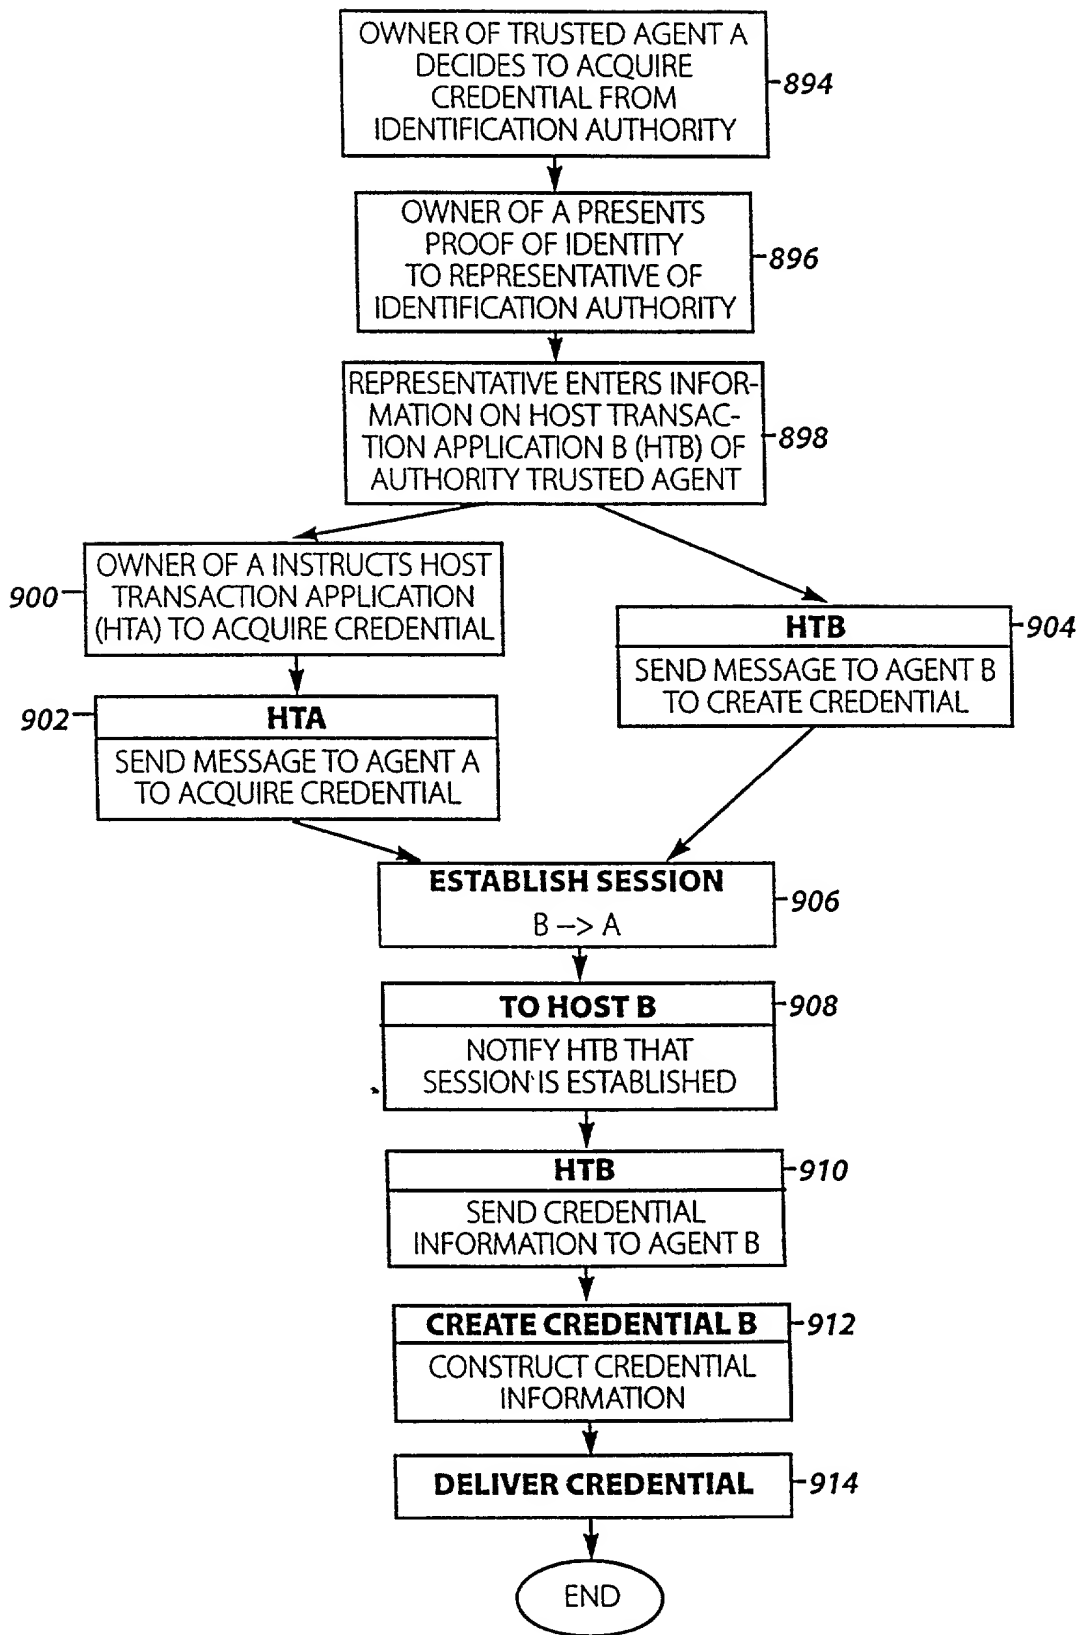 OWNER OF TRUSTED AGENT A
DECIDES TO ACQUIRE
CREDENTIAL FROM
IDENTIFICATION AUTHORITY
894
OWNER OF A PRESENTS
PROOF OF IDENTITY
TO REPRESENTATIVE OF
IDENTIFICATION AUTHORITY
896
REPRESENTATIVE ENTERS INFOR-
MATION ON HOST TRANSAC-
TION APPLICATION B (HTB) OF
AUTHORITY TRUSTED AGENT
898
900
OWNER OF A INSTRUCTS HOST
TRANSACTION APPLICATION
(HTA) TO ACQUIRE CREDENTIAL
902
HTA
SEND MESSAGE TO AGENT A
TO ACQUIRE CREDENTIAL
HTB
904
SEND MESSAGE TO AGENT B
TO CREATE CREDENTIAL
ESTABLISH SESSION
B --> A
906
TO HOST B
908
NOTIFY HTB THAT
SESSION IS ESTABLISHED
HTB
910
SEND CREDENTIAL
INFORMATION TO AGENT B
CREATE CREDENTIAL B
912
CONSTRUCT CREDENTIAL
INFORMATION
DELIVER CREDENTIAL
914
END